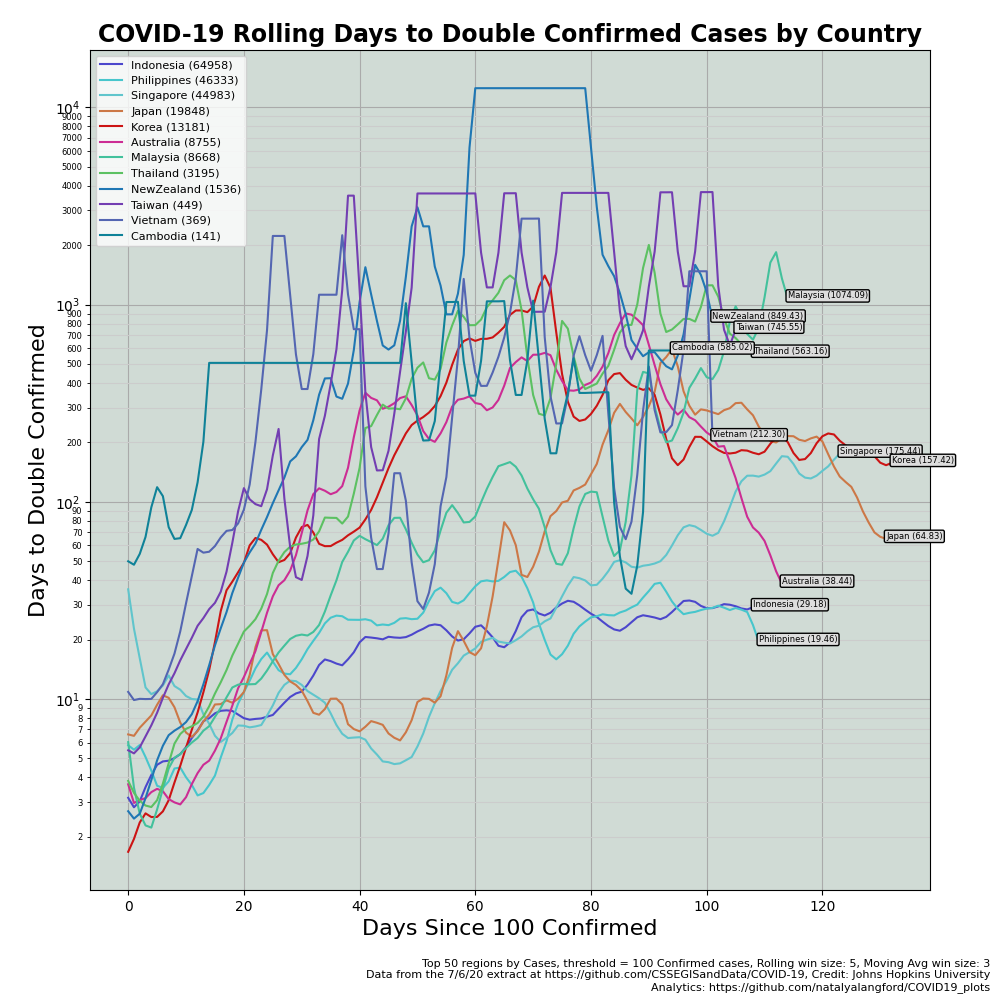 COVID-19 Rolling Days to Double Confirmed Cases by Country
Indonesia (64958)
Philippines (46333)
Singapore (44983)
Japan (19848)
Korea (13181)
Australia (8755)
Malaysia (8668)
Thailand (3195)
NewZealand (1536)
Taiwan (449)
Vietnam (369)
Cambodia (141)
Days to Double Confirmed
10^4
9000
8000
7000
6000
5000
4000
3000
2000
10^3
900
800
700
600
500
400
300
200
10^2
90
80
70
60
50
40
30
20
10^1
9
8
7
6
5
4
3
2
Malaysia (1074.09)
NewZealand (849.43)
Taiwan (745.55)
Cambodia (585.02)
Thailand (563.16)
Vietnam (212.30)
Singapore (175.44)
Korea (157.42)
Japan (64.83)
Australia (38.44)
Indonesia (29.18)
Philippines (19.46)
0 20 40 60 80 100 120
Days Since 100 Confirmed
Top 50 regions by Cases, threshold = 100 Confirmed cases, Rolling win size: 5, Moving Avg win size: 3
Data from the 7/6/20 extract at https://github.com/CSSEGISandData/COVID-19, Credit: Johns Hopkins University
Analytics: https://github.com/natalyalangford/COVID19_plots